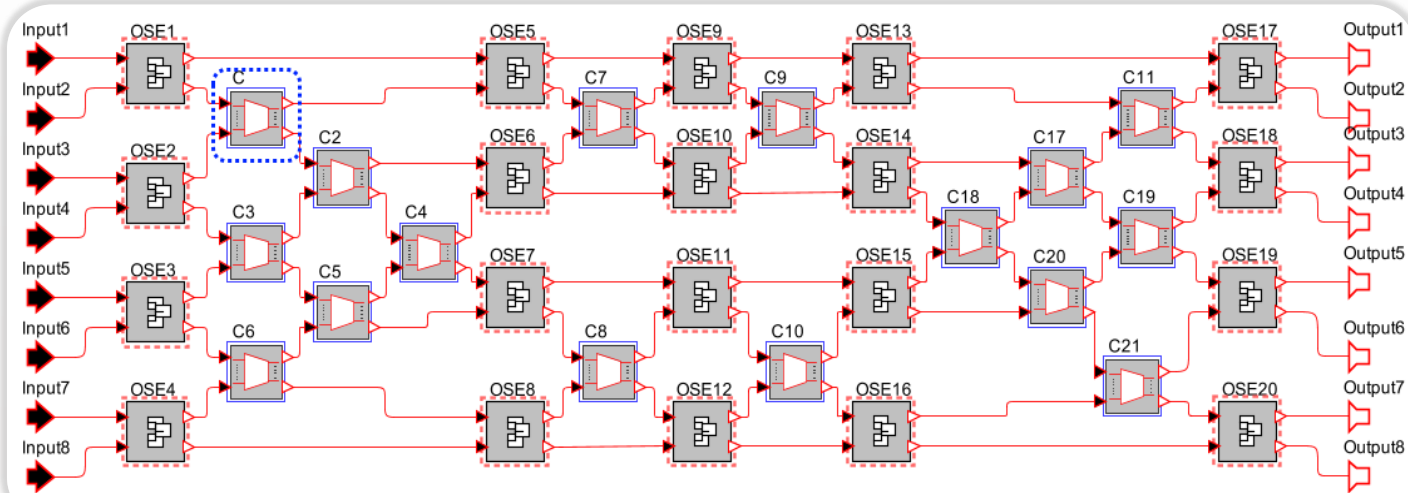 Input1
OSE1
OSE5
OSE9
OSE13
OSE17
Output1
Input2
C
C7
C9
C11
Output2
Input3
OSE2
C2
OSE6
OSE10
OSE14
C17
OSE18
Output3
Input4
C3
C4
C18
C19
Output4
Input5
OSE3
C5
OSE7
OSE11
OSE15
C20
OSE19
Output5
Input6
C6
C8
C10
C21
Output6
Input7
OSE4
OSE8
OSE12
OSE16
OSE20
Output7
Input8
Output8